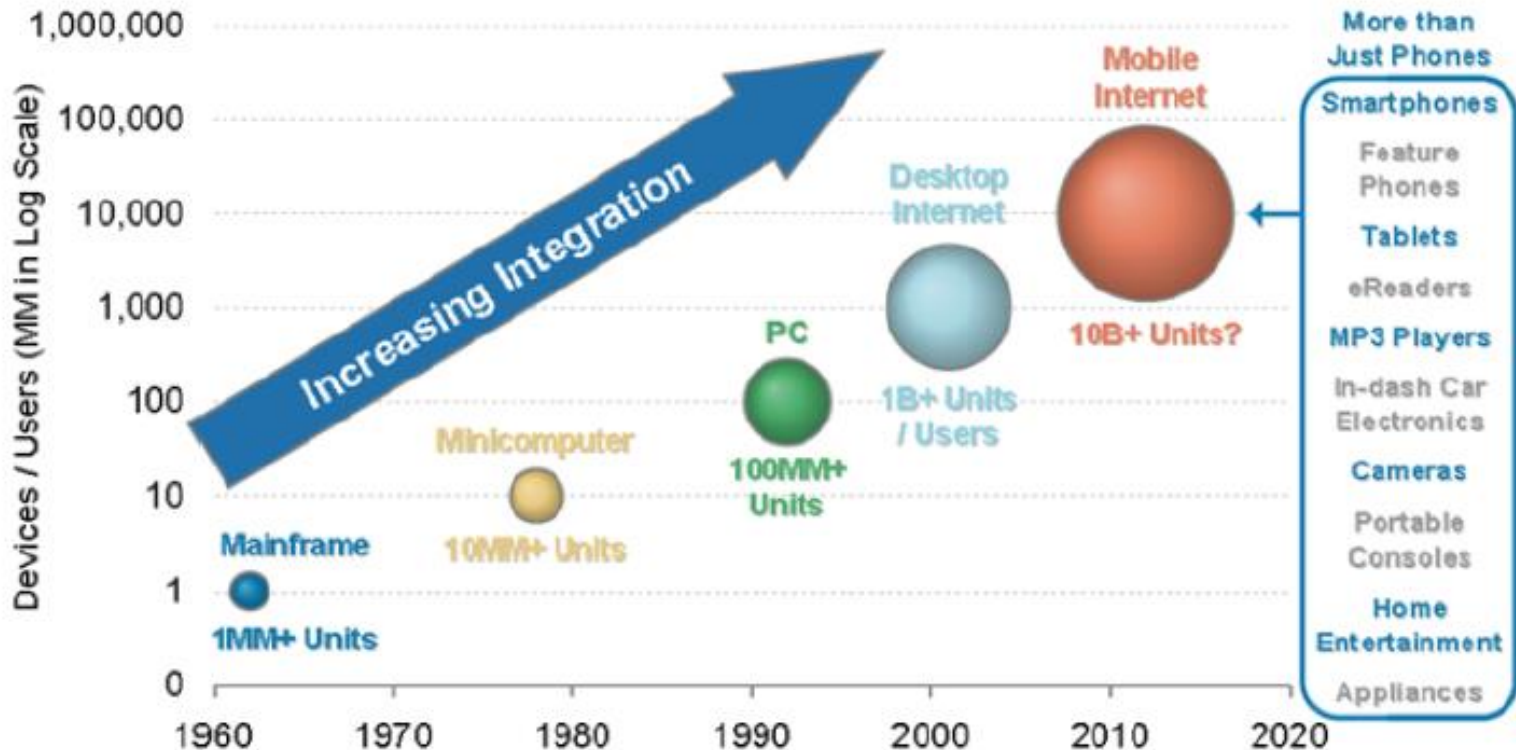 Devices / Users (MM in Log Scale)
1,000,000
100,000
10,000
1,000
100
10
1
0
1960
1970
1980
1990
2000
2010
2020
Increasing Integration
Mainframe
1MM+ Units
Minicomputer
10MM+ Units
PC
100MM+
Units
Desktop
Internet
1B+ Units
/ Users
Mobile
Internet
10B+ Units?
More than
Just Phones
Smartphones
Feature
Phones
Tablets
eReaders
MP3 Players
In-dash Car
Electronics
Cameras
Portable
Consoles
Home
Entertainment
Appliances